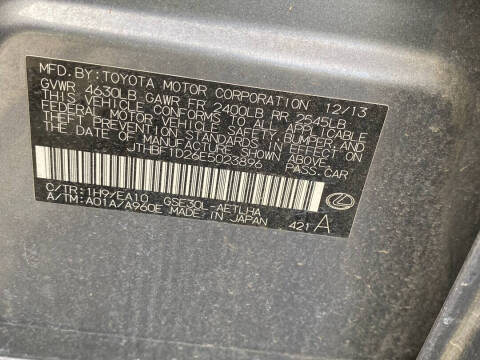 MFD. BY: TOYOTA MOTOR CORPORATION 12/13
GVWR 4630LB GAWR FR 2400LB RR 2645LB
THIS VEHICLE CONFORMS TO ALL APPLICABLE
FEDERAL MOTOR VEHICLE SAFETY, BUMPER, AND
THEFT PREVENTION STANDARDS IN EFFECT ON
THE DATE OF MANUFACTURE SHOWN ABOVE.
JTHBF1D26E5023896 PASS.CAR
C/TR: 1H9/EA10 GSE30L-AETLHA
A/TM: A01A/A960E MADE IN JAPAN 421 A